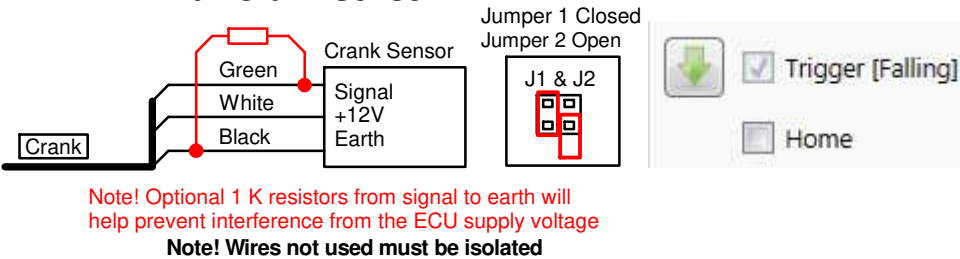 Jumper 1 Closed
Jumper 2 Open
Crank Sensor
Green
White
Black
Signal
+12V
Earth
Crank
J1 & J2
Trigger [Falling]
Home
Note! Optional 1 K resistors from signal to earth will
help prevent interference from the ECU supply voltage
Note! Wires not used must be isolated